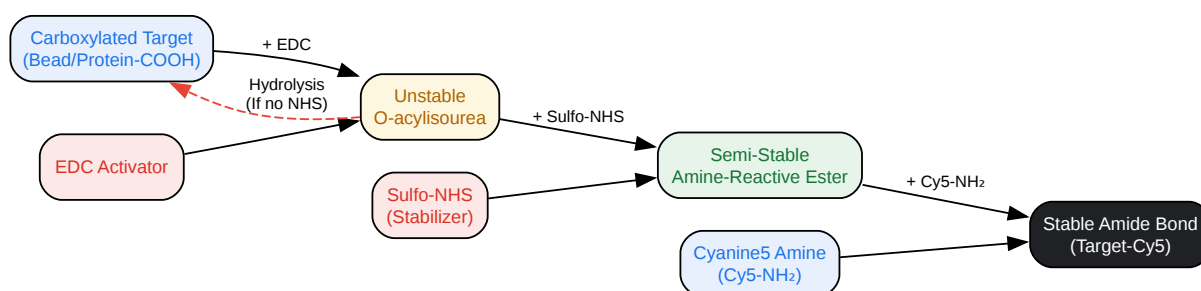 Carboxylated Target
(Bead/Protein-COOH)
+ EDC
Hydrolysis
(If no NHS)
Unstable
O-acylisourea
EDC Activator
+ Sulfo-NHS
Sulfo-NHS
(Stabilizer)
Semi-Stable
Amine-Reactive Ester
+ Cy5-NH₂
Cyanine5 Amine
(Cy5-NH₂)
Stable Amide Bond
(Target-Cy5)